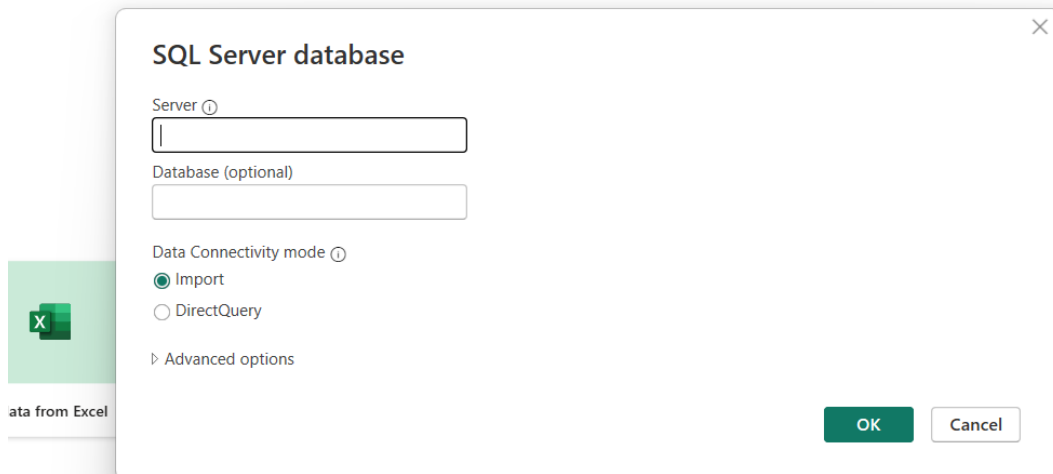 SQL Server database
Server
Database (optional)
Data Connectivity mode
Import
DirectQuery
Advanced options
ata from Excel
OK Cancel